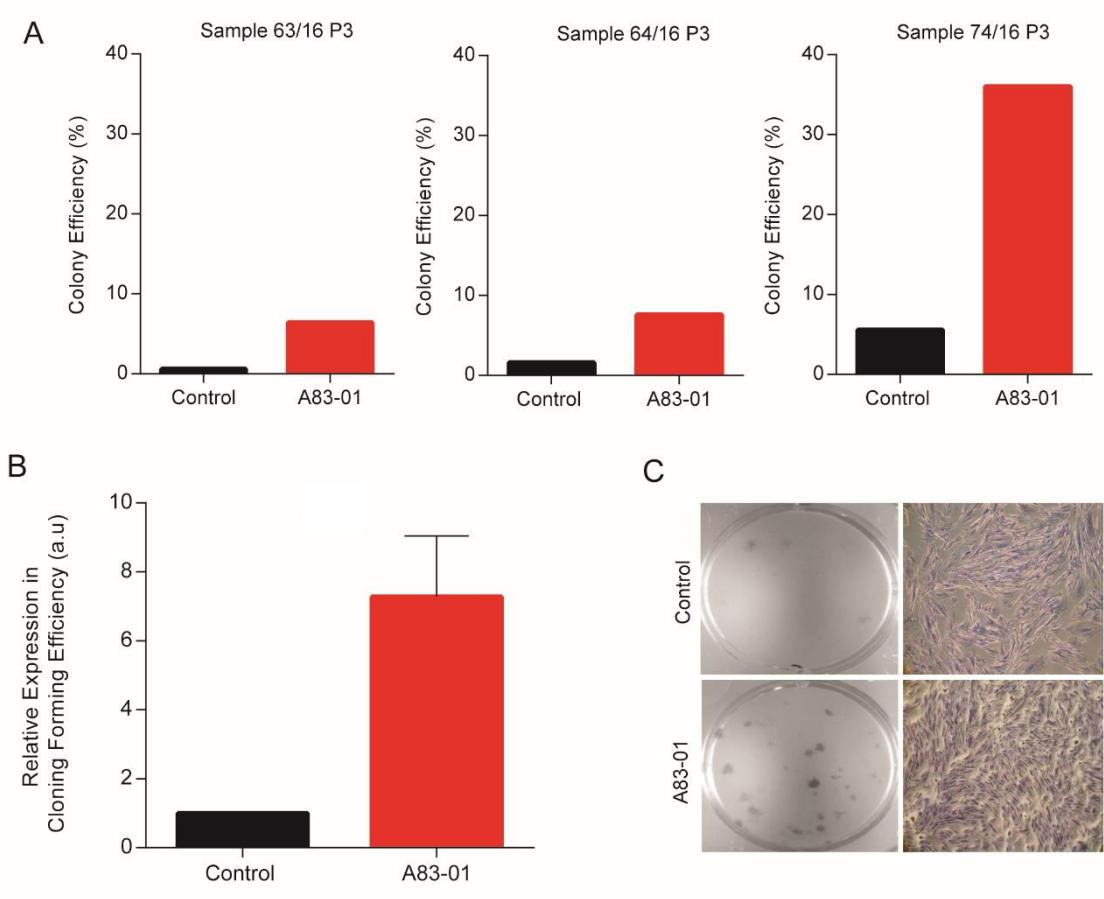 A
Sample 63/16 P3
Colony Efficiency (%)
40
30
20
10
0
Control
A83-01
Sample 64/16 P3
Colony Efficiency (%)
40
30
20
10
0
Control
A83-01
Sample 74/16 P3
Colony Efficiency (%)
40
30
20
10
0
Control
A83-01
B
Relative Expression in
Cloning Forming Efficiency (a.u)
10
8
6
4
2
0
Control
A83-01
C
Control
A83-01